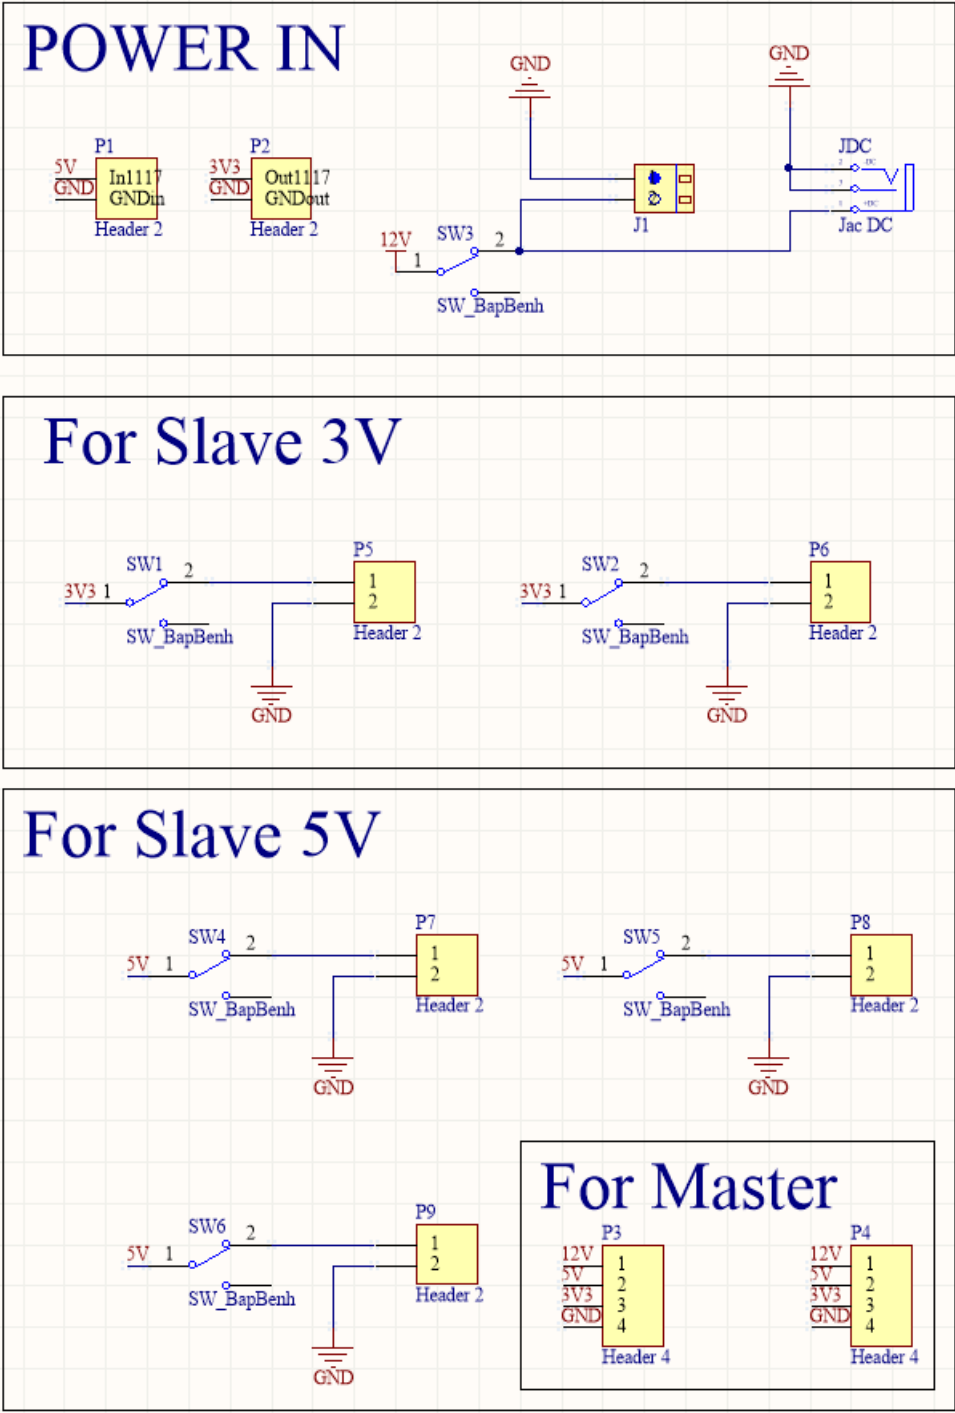 POWER IN
GND
GND
P1
P2
JDC
5V
In1117
3V3
Out1117
GND
GNDin
GND
GNDout
Header 2
Header 2
J1
Jac DC
SW3
2
12V
1
SW_BapBenh
For Slave 3V
P5
P6
SW1
2
1
SW2
2
1
3V3
1
2
3V3
1
2
SW_BapBenh
Header 2
SW_BapBenh
Header 2
GND
GND
For Slave 5V
P7
P8
SW4
2
1
SW5
2
1
5V
1
2
5V
1
2
SW_BapBenh
Header 2
SW_BapBenh
Header 2
GND
GND
For Master
P9
SW6
2
1
5V
1
2
SW_BapBenh
Header 2
GND
P3
P4
12V
1
12V
1
5V
2
5V
2
3V3
3
3V3
3
GND
4
GND
4
Header 4
Header 4